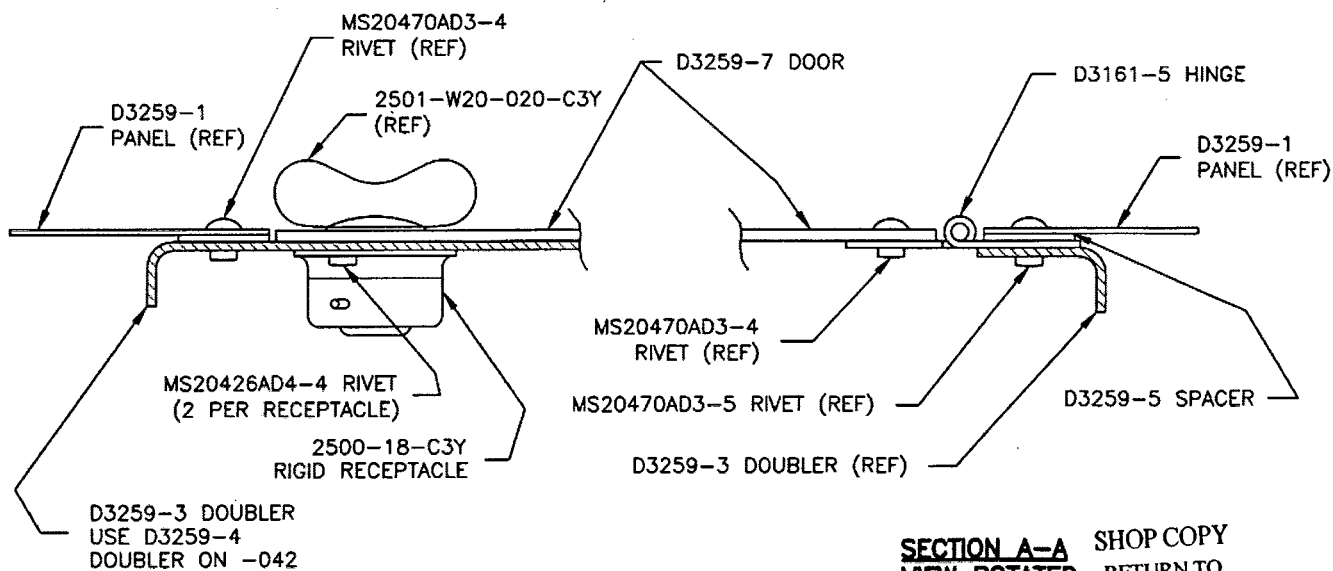 MS20470AD3-4
RIVET (REF)
D3259-7 DOOR
D3161-5 HINGE
2501-W20-020-C3Y
(REF)
D3259-1
PANEL (REF)
D3259-1
PANEL (REF)
MS20470AD3-4
RIVET (REF)
MS20426AD4-4 RIVET
(2 PER RECEPTACLE)
MS20470AD3-5 RIVET (REF)
D3259-5 SPACER
2500-18-C3Y
RIGID RECEPTACLE
D3259-3 DOUBLER (REF)
D3259-3 DOUBLER
USE D3259-4
DOUBLER ON -042
SECTION A-A
SHOP COPY
VIEW ROTATED
RETURN TO